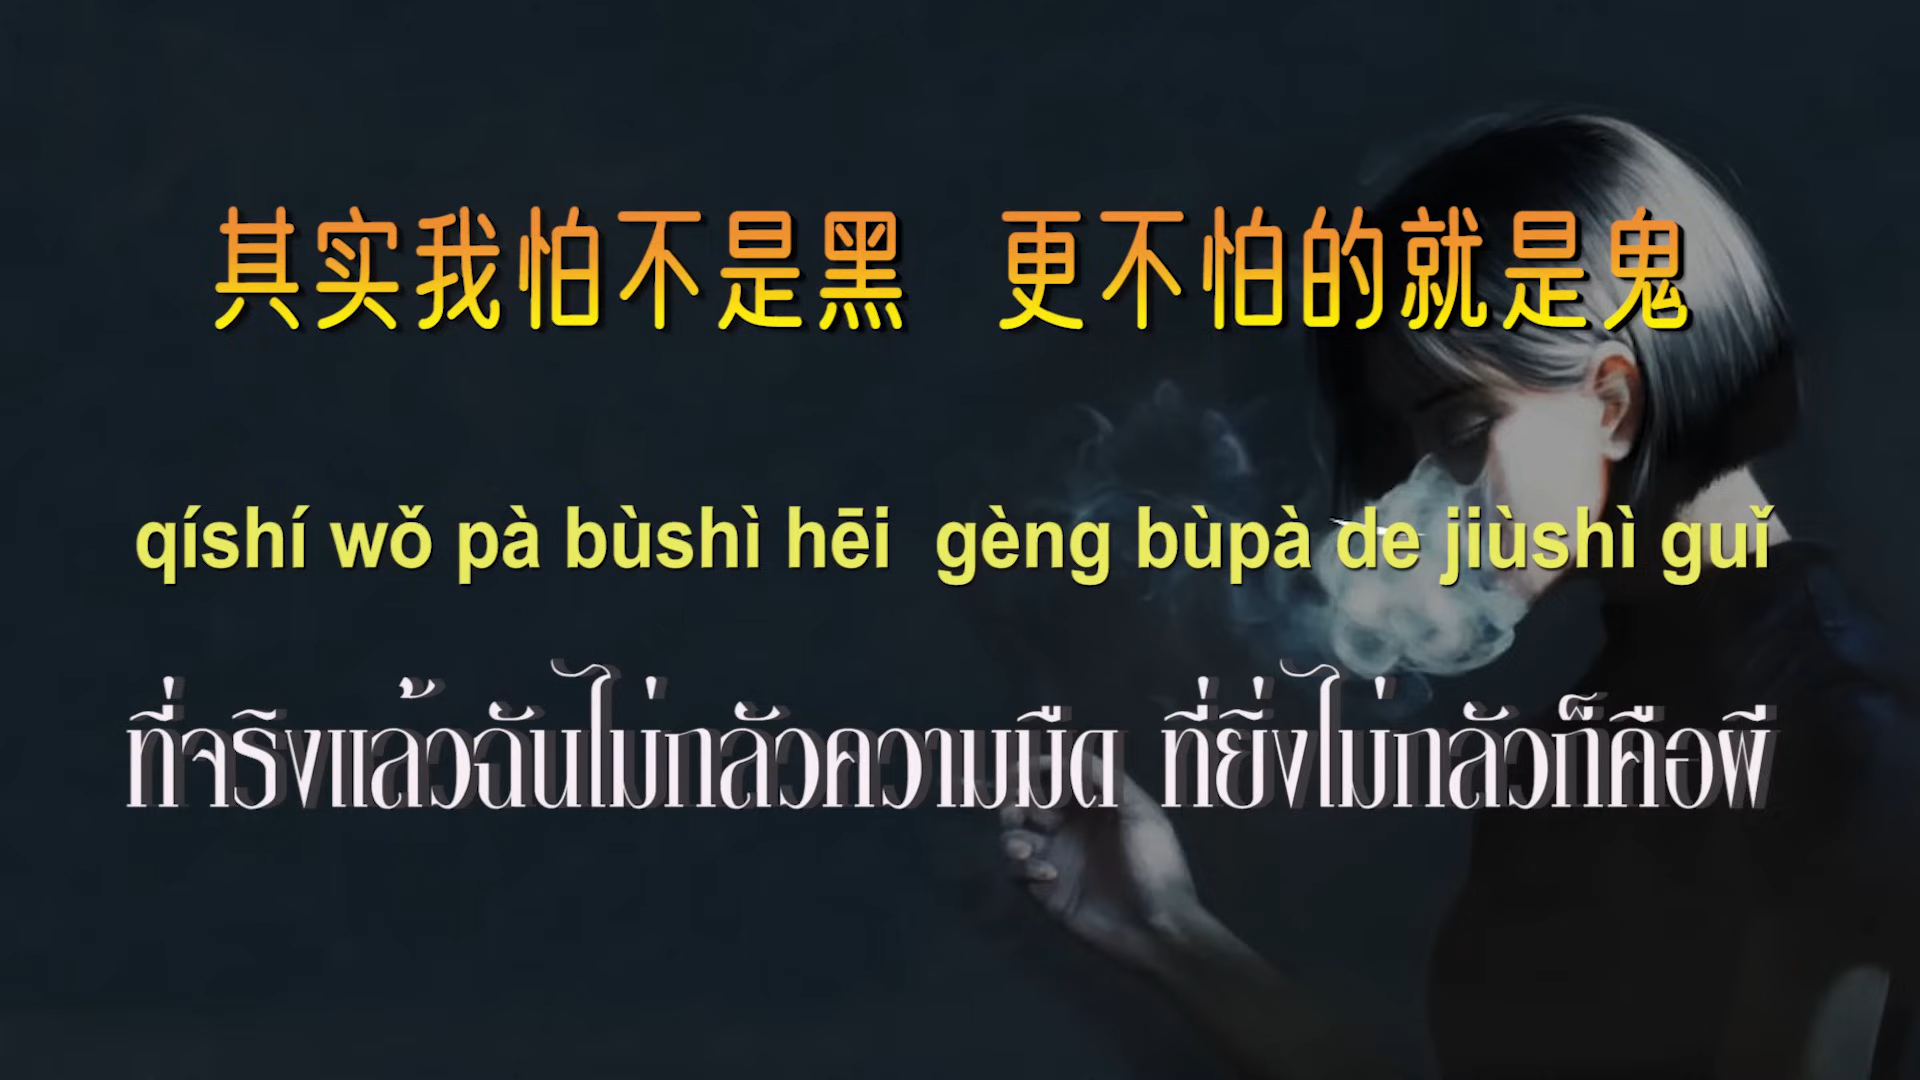 其实我怕不是黑 更不怕的就是鬼
qíshí wǒ pà bùshì hēi gèng bùpà de jiùshì guǐ
ที่จริงแล้วฉันไม่กลัวความมืด ที่ยิ่งไม่กลัวก็คือผี